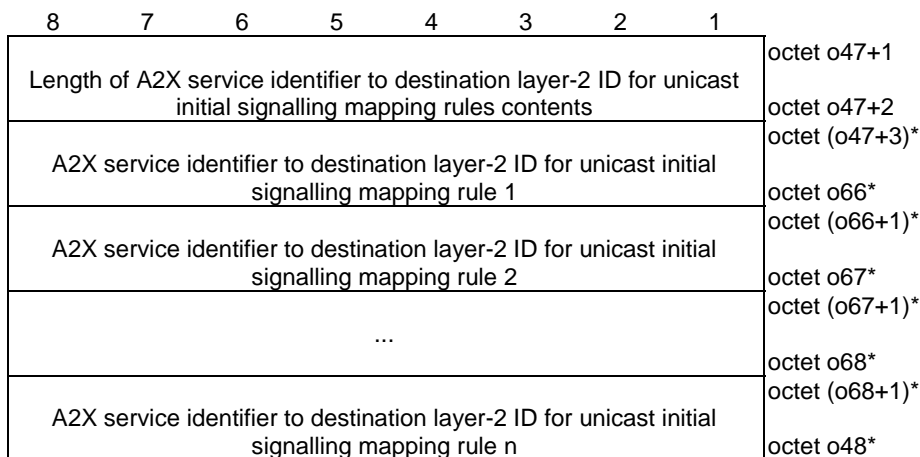 8 7 6 5 4 3 2 1
octet o47+1
Length of A2X service identifier to destination layer-2 ID for unicast
initial signalling mapping rules contents
octet o47+2
octet (o47+3)*
A2X service identifier to destination layer-2 ID for unicast initial
signalling mapping rule 1
octet o66*
octet (o66+1)*
A2X service identifier to destination layer-2 ID for unicast initial
signalling mapping rule 2
octet o67*
octet (o67+1)*
...
octet o68*
octet (o68+1)*
A2X service identifier to destination layer-2 ID for unicast initial
signalling mapping rule n
octet o48*